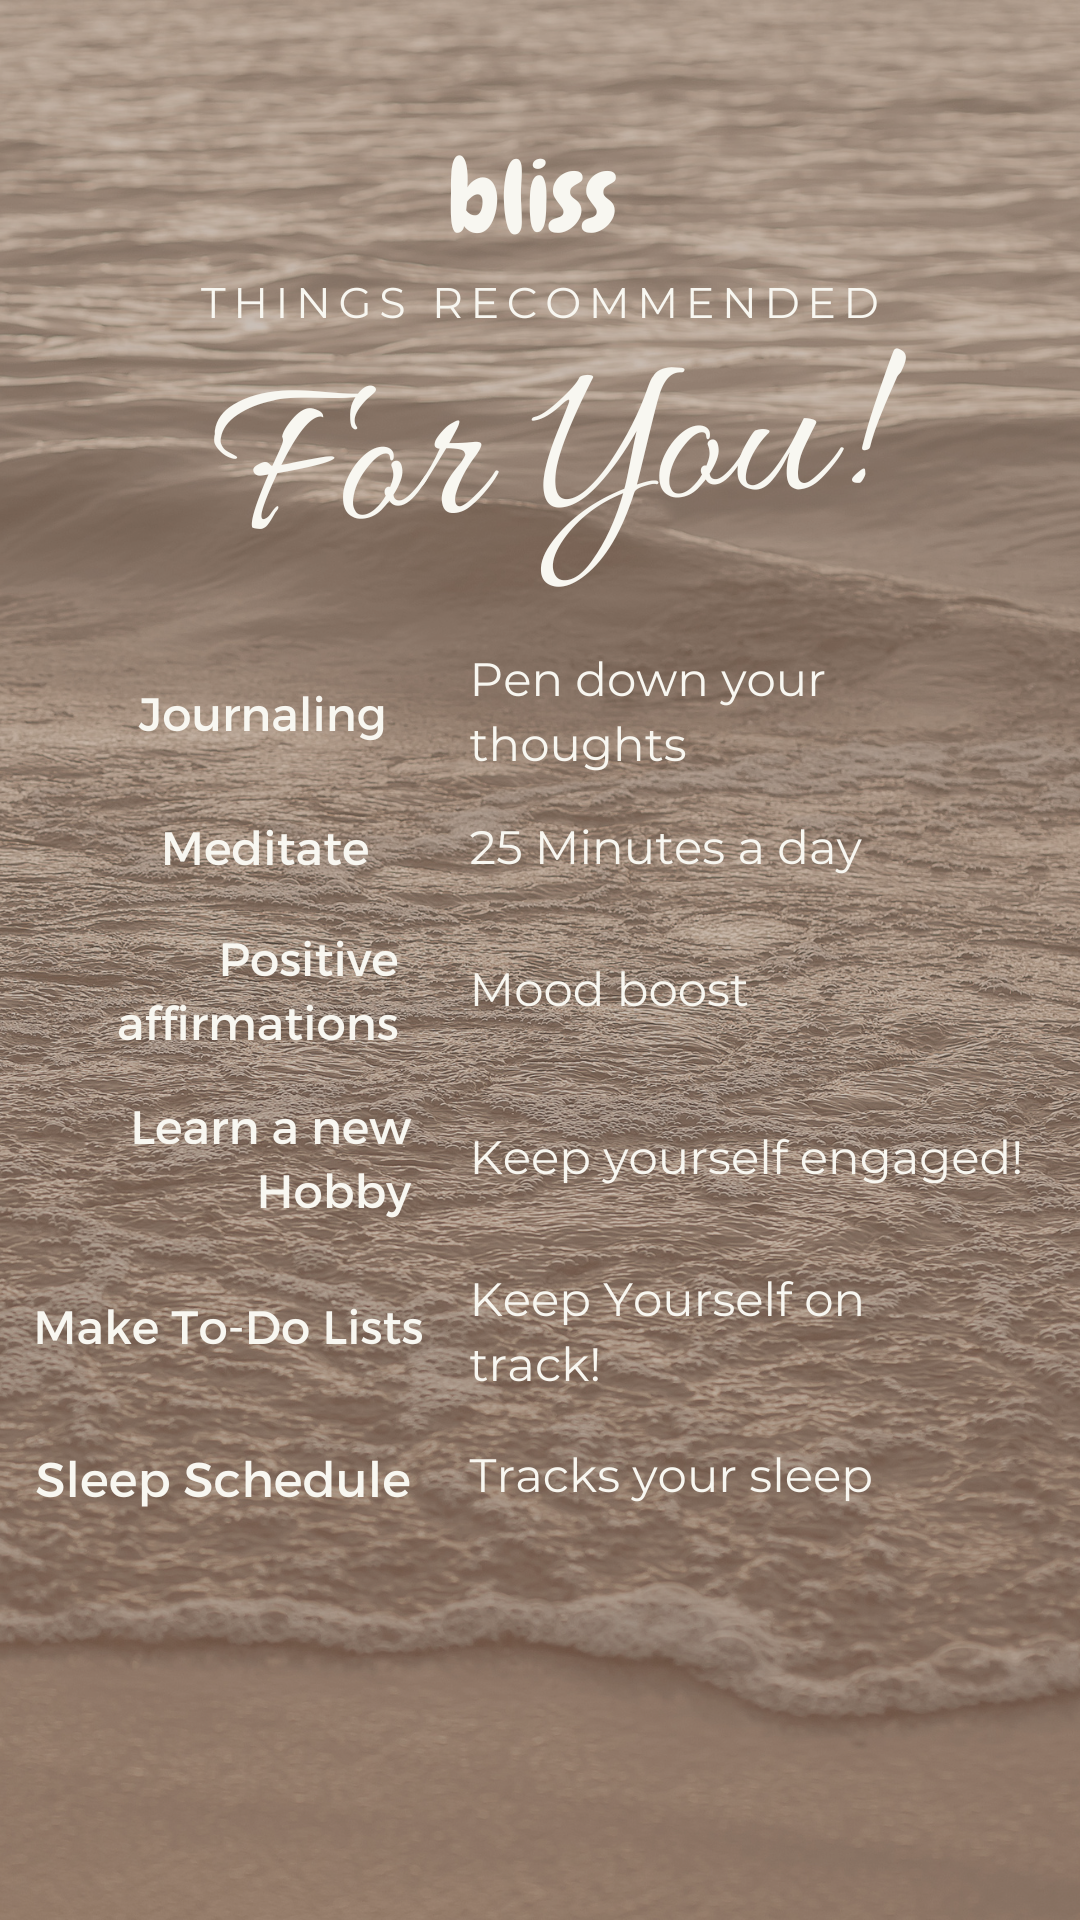 bliss
THINGS RECOMMENDED
For You!
Journaling
Pen down your
thoughts
Meditate
25 Minutes a day
Positive
affirmations
Mood boost
Learn a new
Hobby
Keep yourself engaged!
Make To-Do Lists
Keep Yourself on
track!
Sleep Schedule
Tracks your sleep